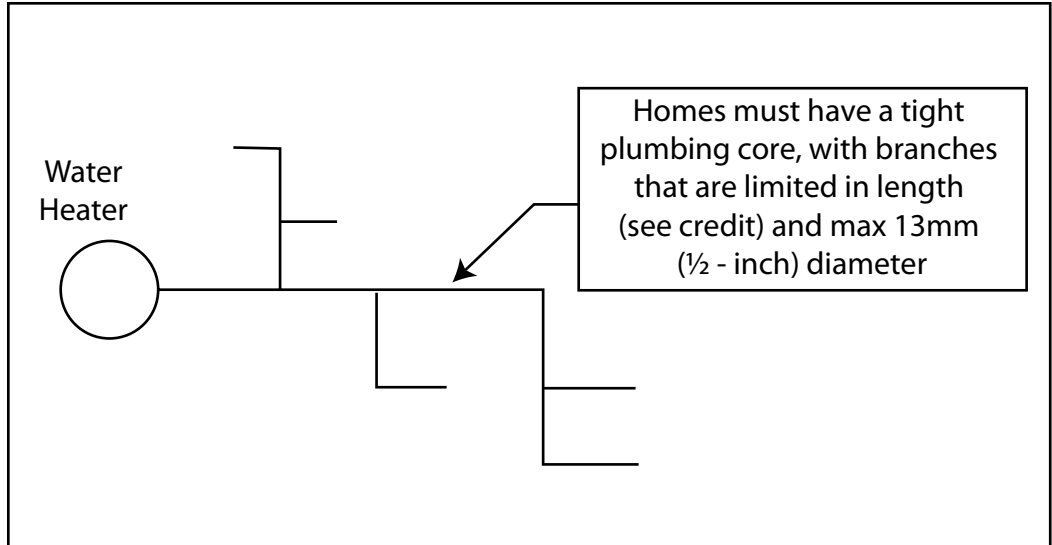 Water
Heater
Homes must have a tight
plumbing core, with branches
that are limited in length
(see credit) and max 13mm
(½ - inch) diameter